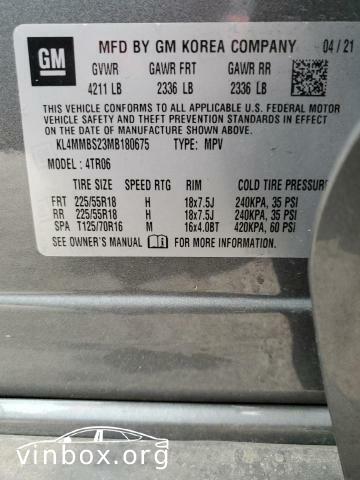 GM
MFD BY GM KOREA COMPANY 04/21
GVWR GAWR FRT GAWR RR
4211 LB 2336 LB 2336 LB
THIS VEHICLE CONFORMS TO ALL APPLICABLE U.S. FEDERAL MOTOR
VEHICLE SAFETY AND THEFT PREVENTION STANDARDS IN EFFECT
ON THE DATE OF MANUFACTURE SHOWN ABOVE.
KL4MMBS23MB180675 TYPE: MPV
MODEL: 4TR06
TIRE SIZE SPEED RTG RIM COLD TIRE PRESSURE
FRT 225/55R18 H 18x7.5J 240KPA, 35 PSI
RR 225/55R18 H 18x7.5J 240KPA, 35 PSI
SPA T125/70R16 M 16x4.0BT 420KPA, 60 PSI
SEE OWNER'S MANUAL FOR MORE INFORMATION
vinbox.org